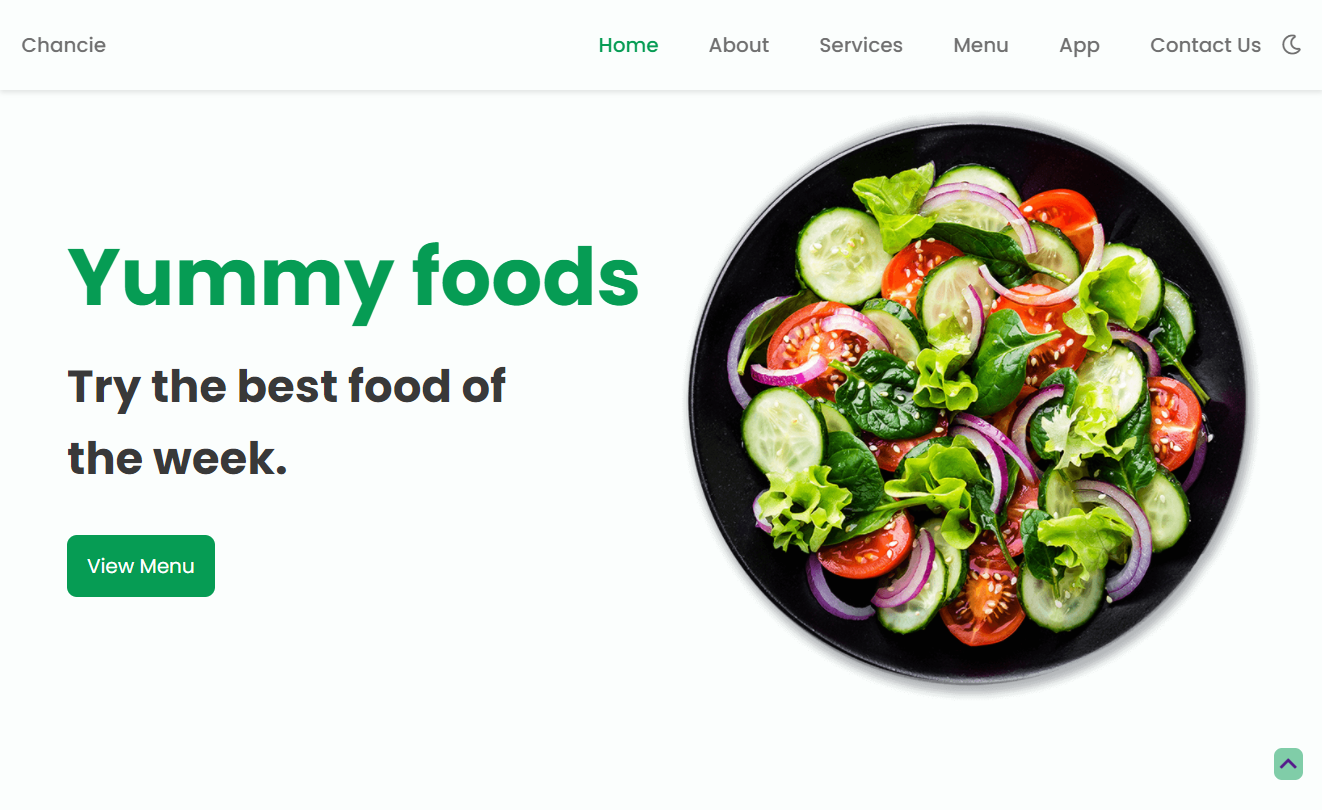 Chancie
Home
About
Services
Menu
App
Contact Us
Yummy foods
Try the best food of
the week.
View Menu